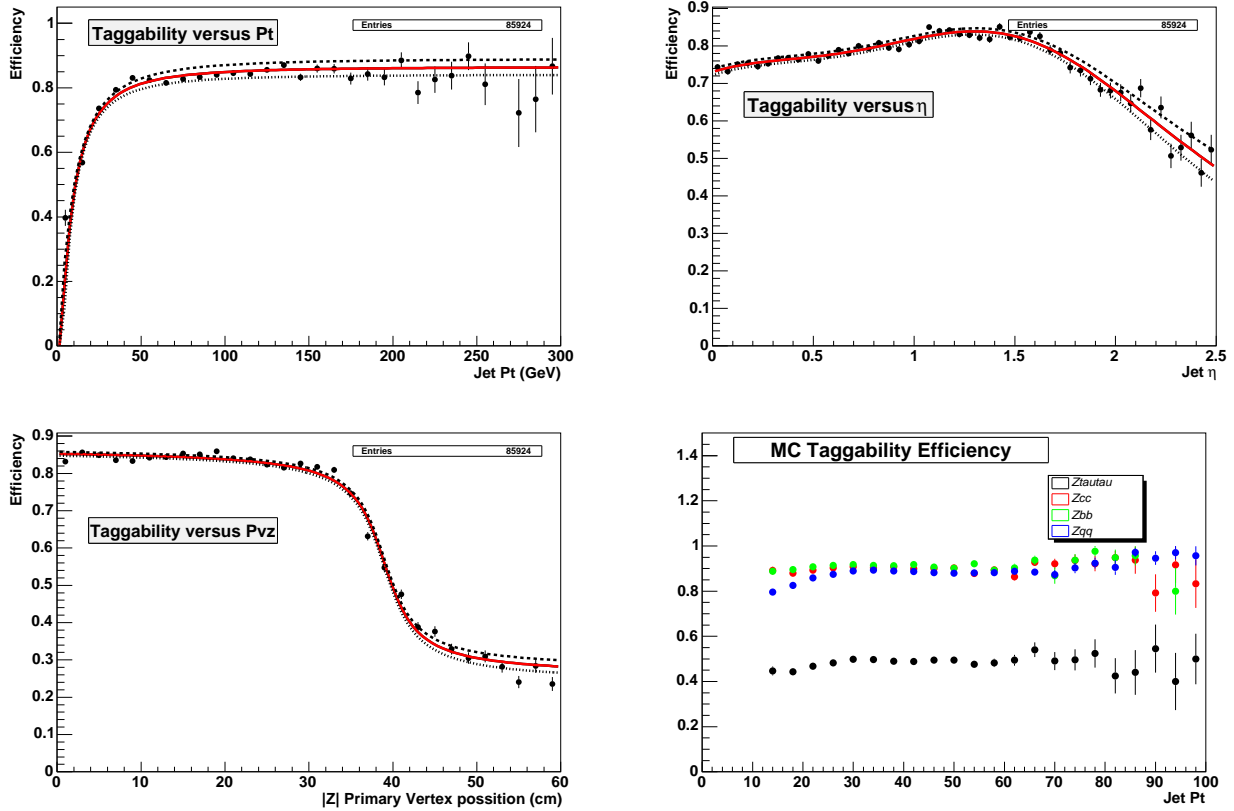 Efficiency
1
0.8
0.6
0.4
0.2
0
Taggability versus Pt
Entries 85924
0 50 100 150 200 250 300
Jet Pt (GeV)
Efficiency
0.9
0.8
0.7
0.6
0.5
0.4
0.3
0.2
0.1
0
Taggability versus η
Entries 85924
0 0.5 1 1.5 2 2.5
Jet η
Efficiency
0.9
0.8
0.7
0.6
0.5
0.4
0.3
0.2
0.1
0
Taggability versus Pvz
Entries 85924
0 10 20 30 40 50 60
|Z| Primary Vertex possition (cm)
MC Taggability Efficiency
1.4
1.2
1
0.8
0.6
0.4
0.2
0
Ztautau
Zcc
Zbb
Zqq
0 10 20 30 40 50 60 70 80 90 100
Jet Pt